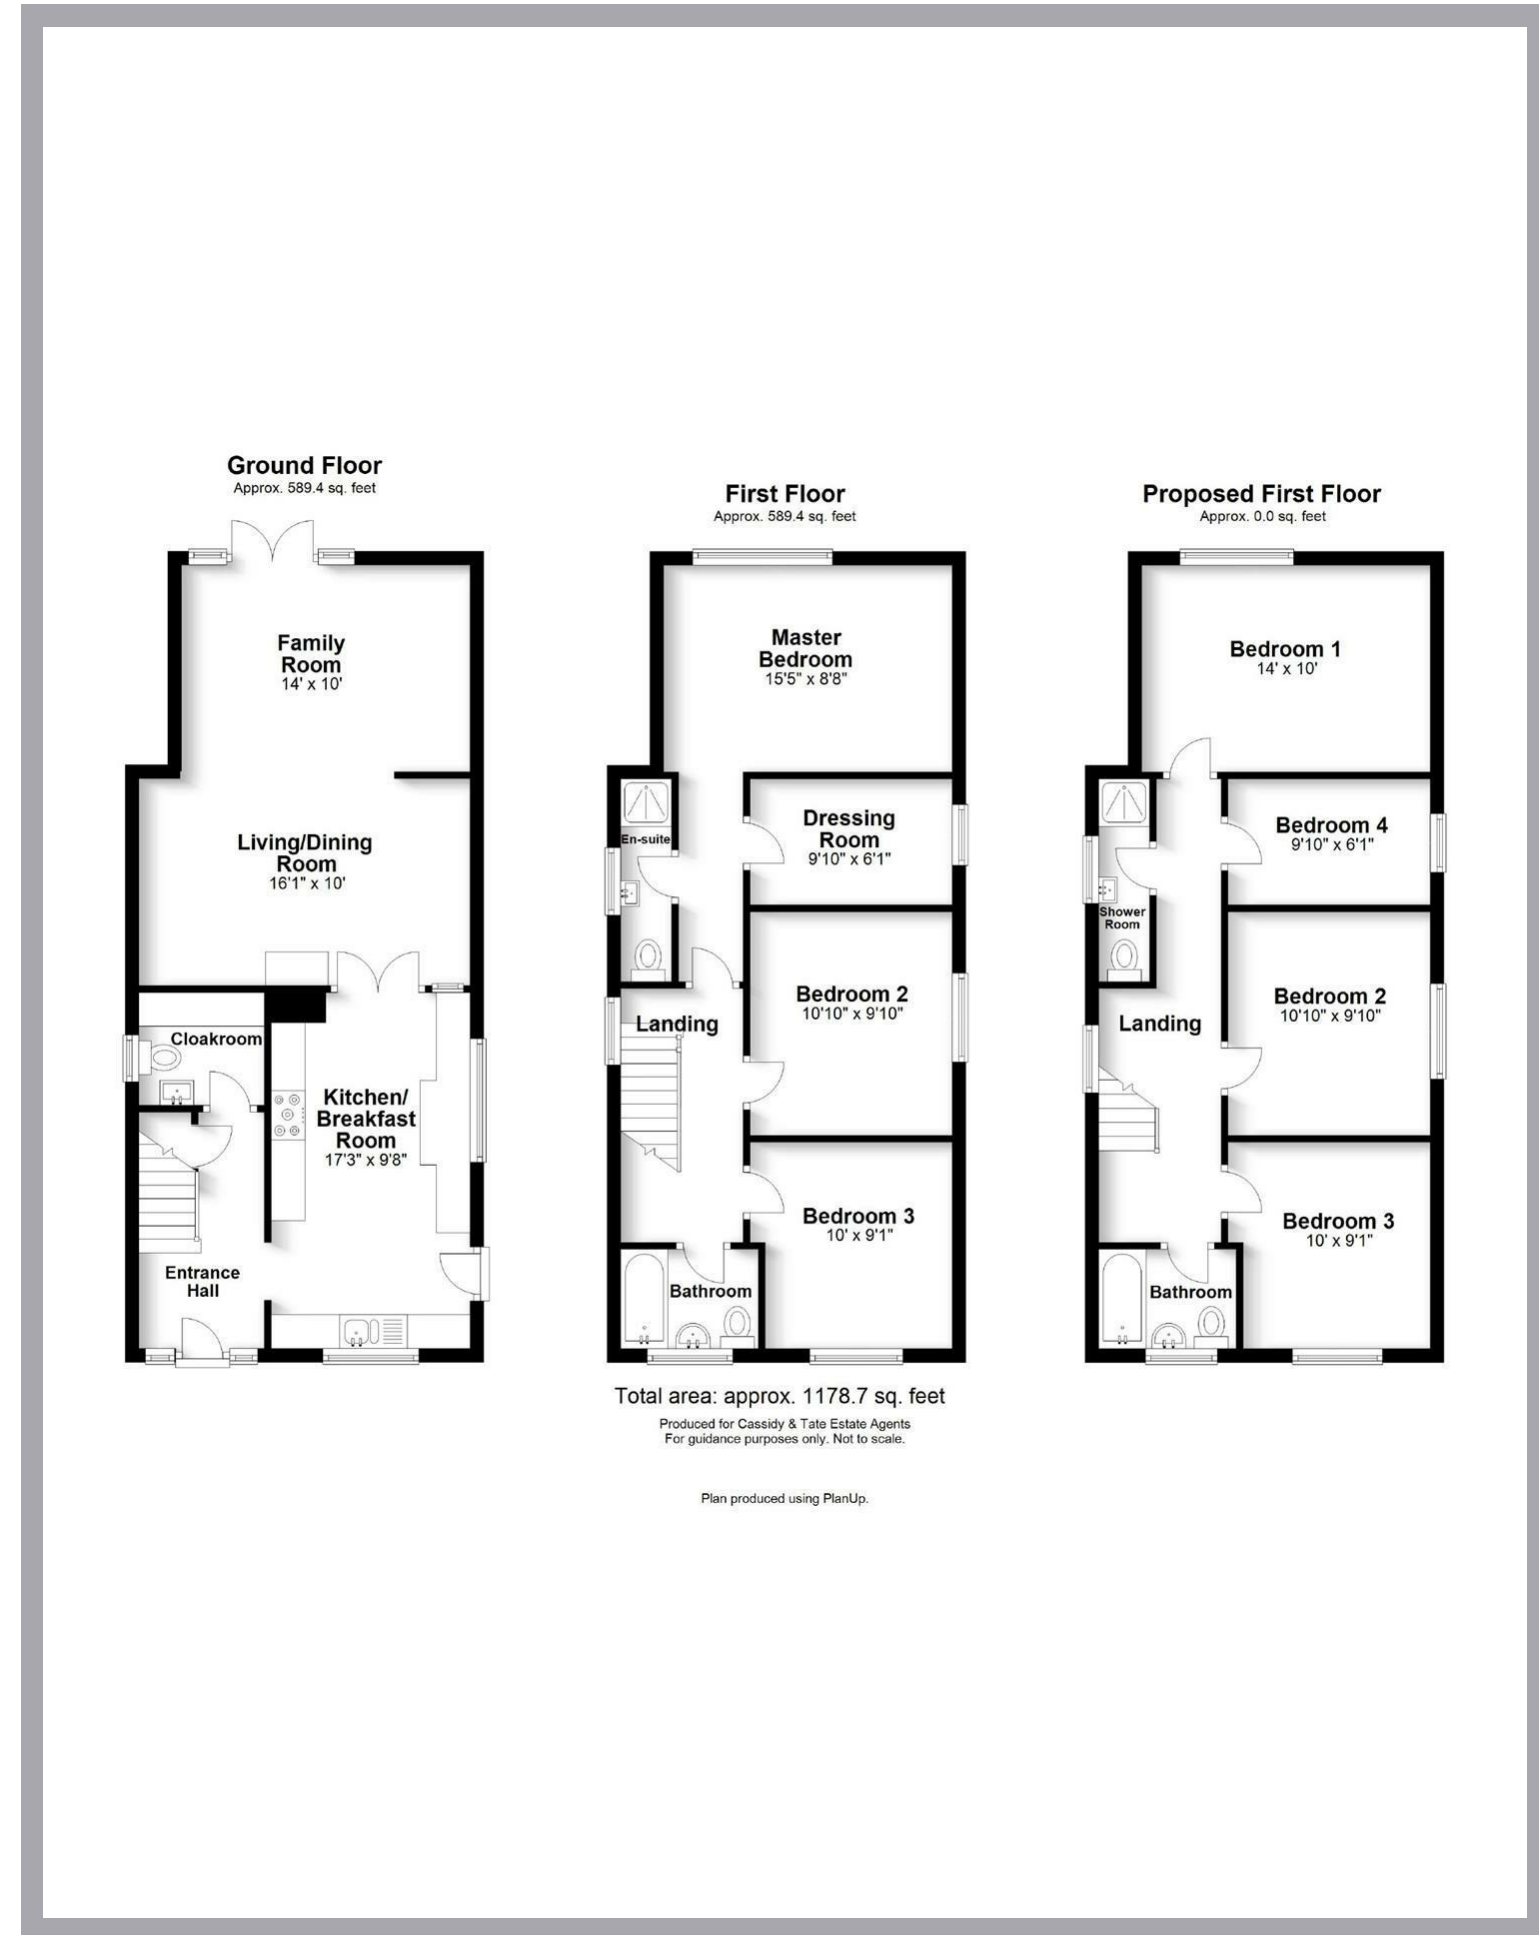 Ground Floor
Approx. 589.4 sq. feet
Family
Room
14' x 10'
Living/Dining
Room
16'1" x 10'
Cloakroom
Kitchen/
Breakfast
Room
17'3" x 9'8"
Entrance
Hall
First Floor
Approx. 589.4 sq. feet
Master
Bedroom
15'5" x 8'8"
En-suite
Dressing
Room
9'10" x 6'1"
Bedroom 2
10'10" x 9'10"
Landing
Bedroom 3
10' x 9'1"
Bathroom
Proposed First Floor
Approx. 0.0 sq. feet
Bedroom 1
14' x 10'
Bedroom 4
9'10" x 6'1"
Shower
Room
Bedroom 2
10'10" x 9'10"
Landing
Bedroom 3
10' x 9'1"
Bathroom
Total area: approx. 1178.7 sq. feet
Produced for Cassidy & Tate Estate Agents
For guidance purposes only. Not to scale.
Plan produced using PlanUp.